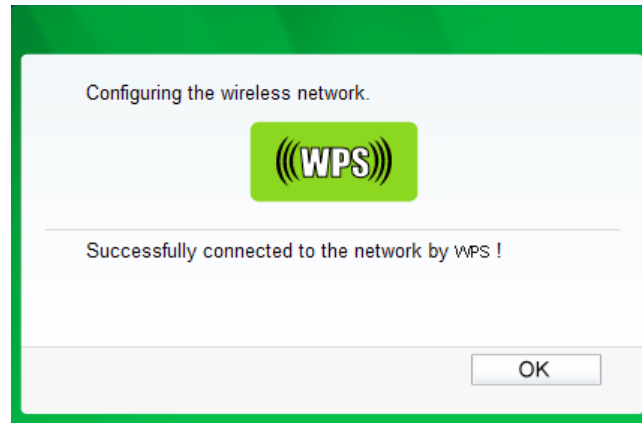 Configuring the wireless network.
(((WPS)))
Successfully connected to the network by WPS !
OK